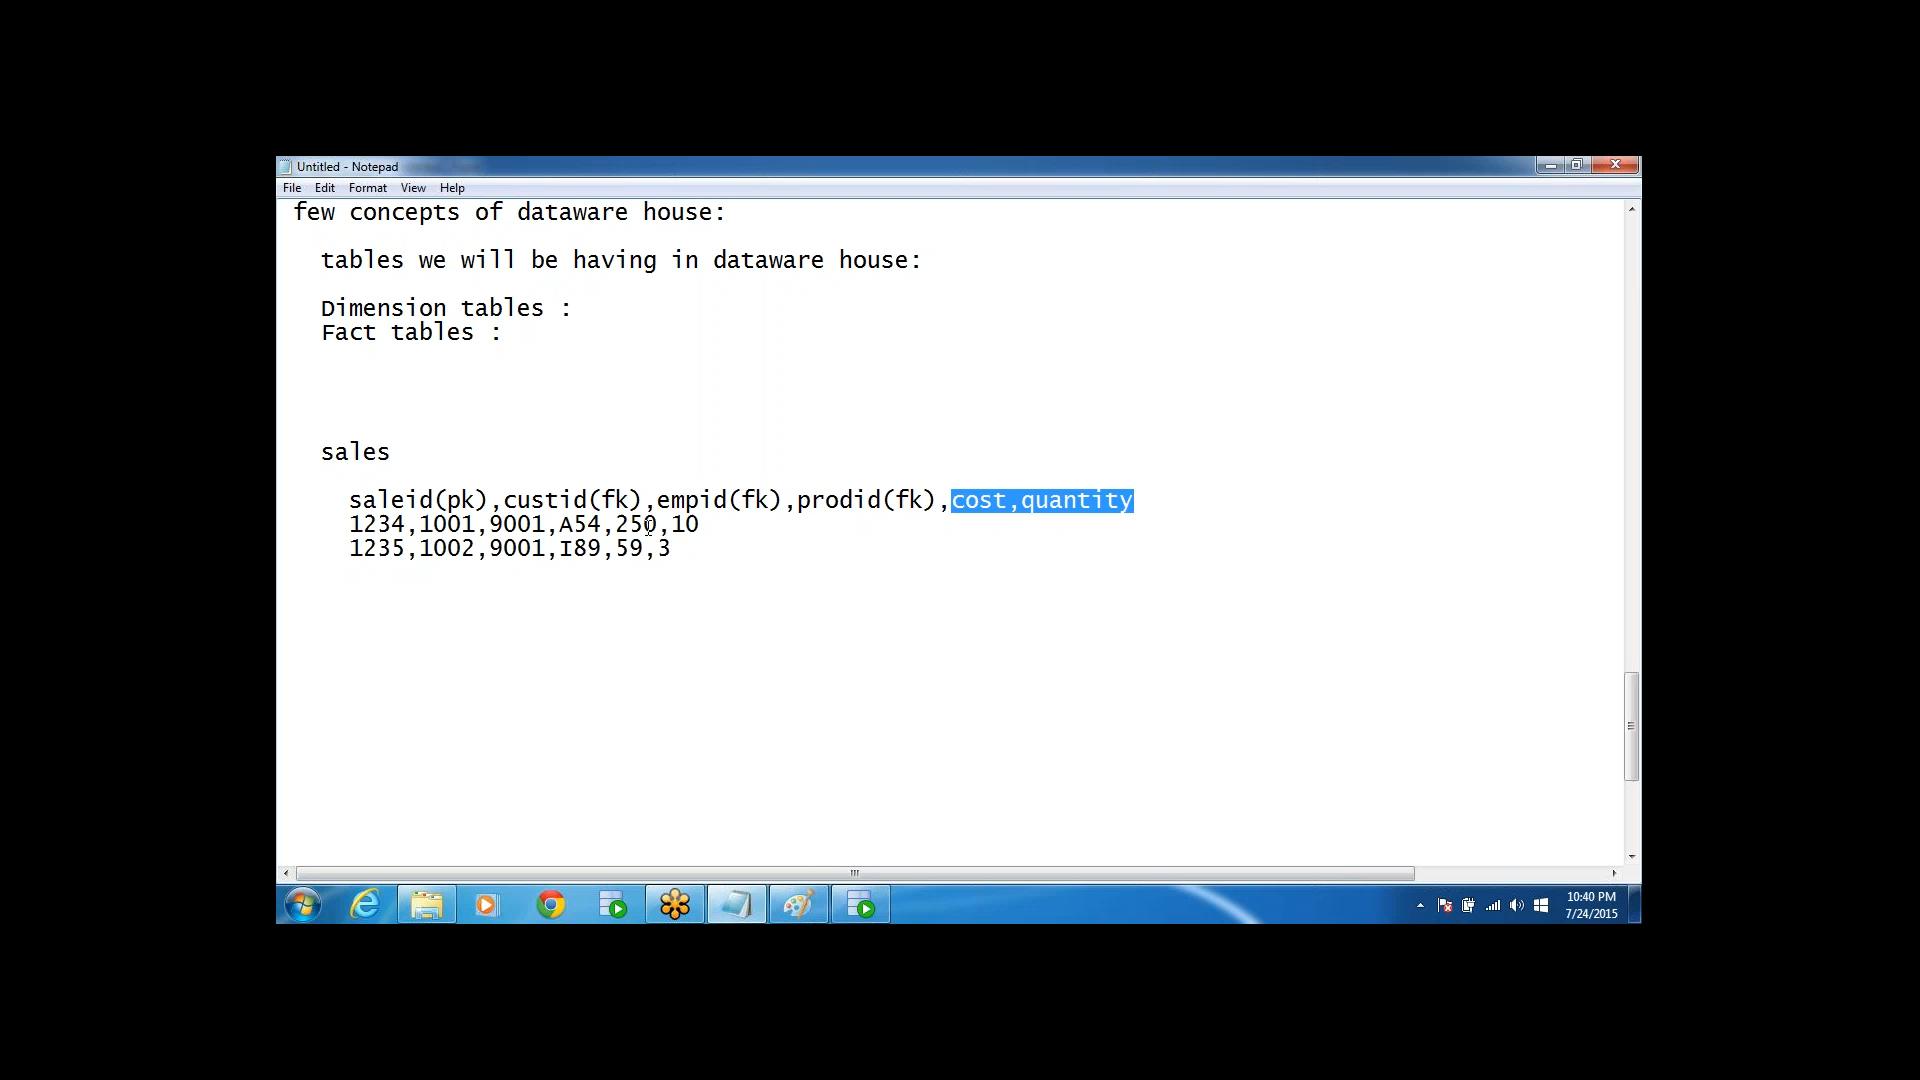 Untitled - Notepad
File Edit Format View Help
few concepts of dataware house:
tables we will be having in dataware house:
Dimension tables :
Fact tables :
sales
saleid(pk),custid(fk),empid(fk),prodid(fk),cost,quantity
1234,1001,9001,A54,250,10
1235,1002,9001,I89,59,3
10:40 PM
7/24/2015